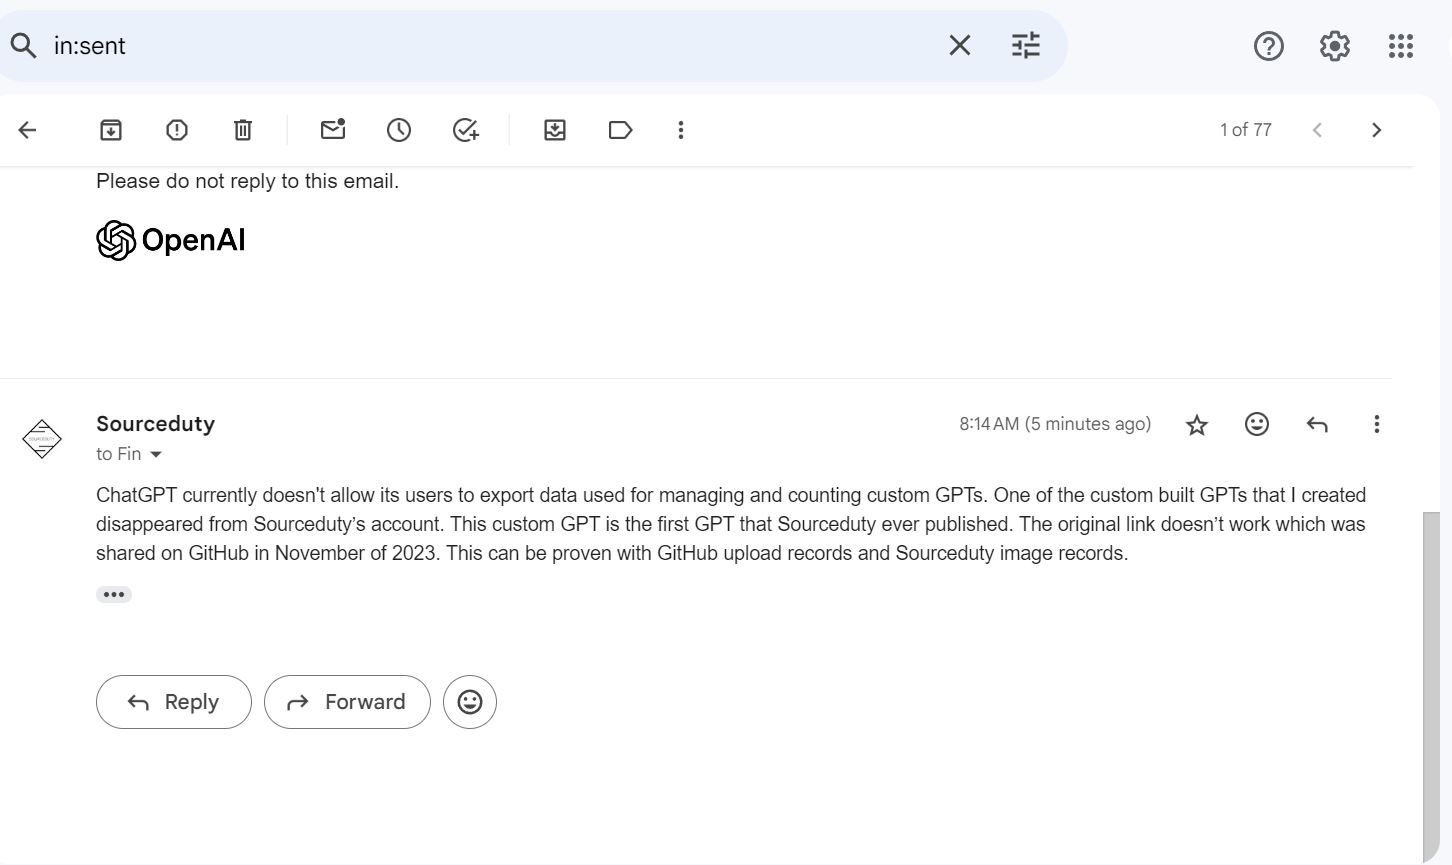 in:sent
1 of 77
Please do not reply to this email.
OpenAI
Sourceduty
8:14 AM (5 minutes ago)
to Fin
ChatGPT currently doesn't allow its users to export data used for managing and counting custom GPTs. One of the custom built GPTs that I created
disappeared from Sourceduty’s account. This custom GPT is the first GPT that Sourceduty ever published. The original link doesn’t work which was
shared on GitHub in November of 2023. This can be proven with GitHub upload records and Sourceduty image records.
Reply
Forward